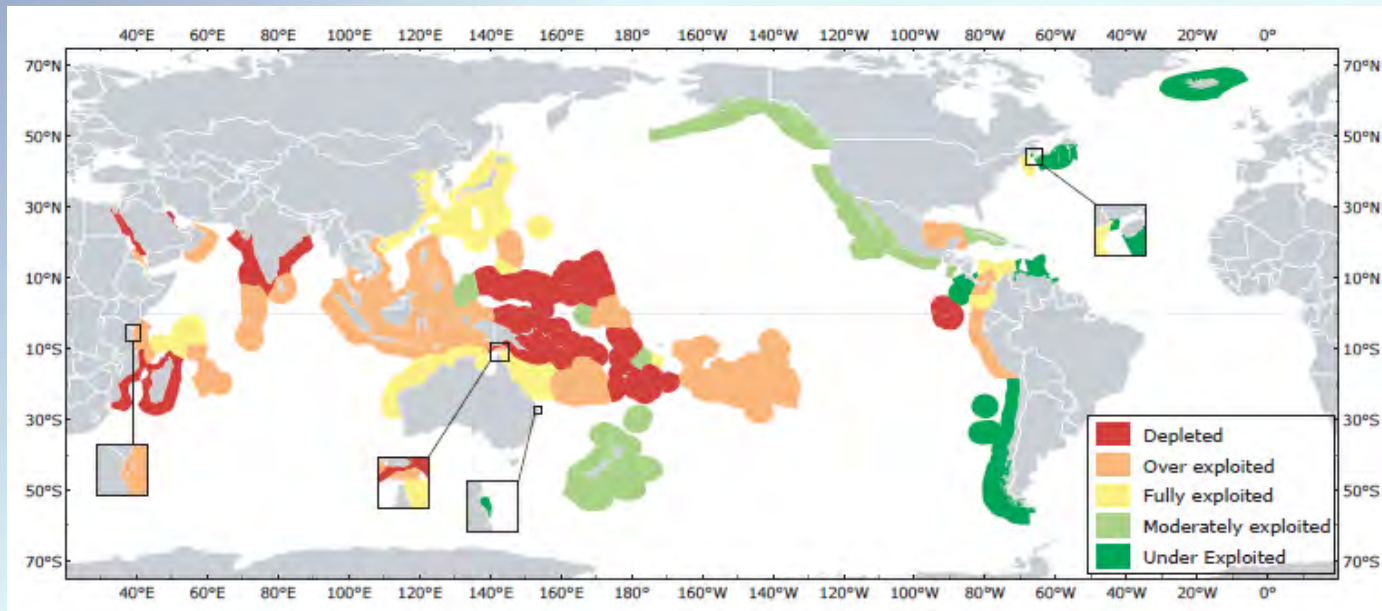 40°E 60°E 80°E 100°E 120°E 140°E 160°E 180° 160°W 140°W 120°W 100°W 80°W 60°W 40°W 20°W 0°
70°N 70°N
50°N 50°N
30°N 30°N
10°N 10°N
10°S 10°S
30°S 30°S
Depleted
Over exploited
50°S Fully exploited 50°S
Moderately exploited
70°S Under Exploited 70°S
40°E 60°E 80°E 100°E 120°E 140°E 160°E 180° 160°W 140°W 120°W 100°W 80°W 60°W 40°W 20°W 0°